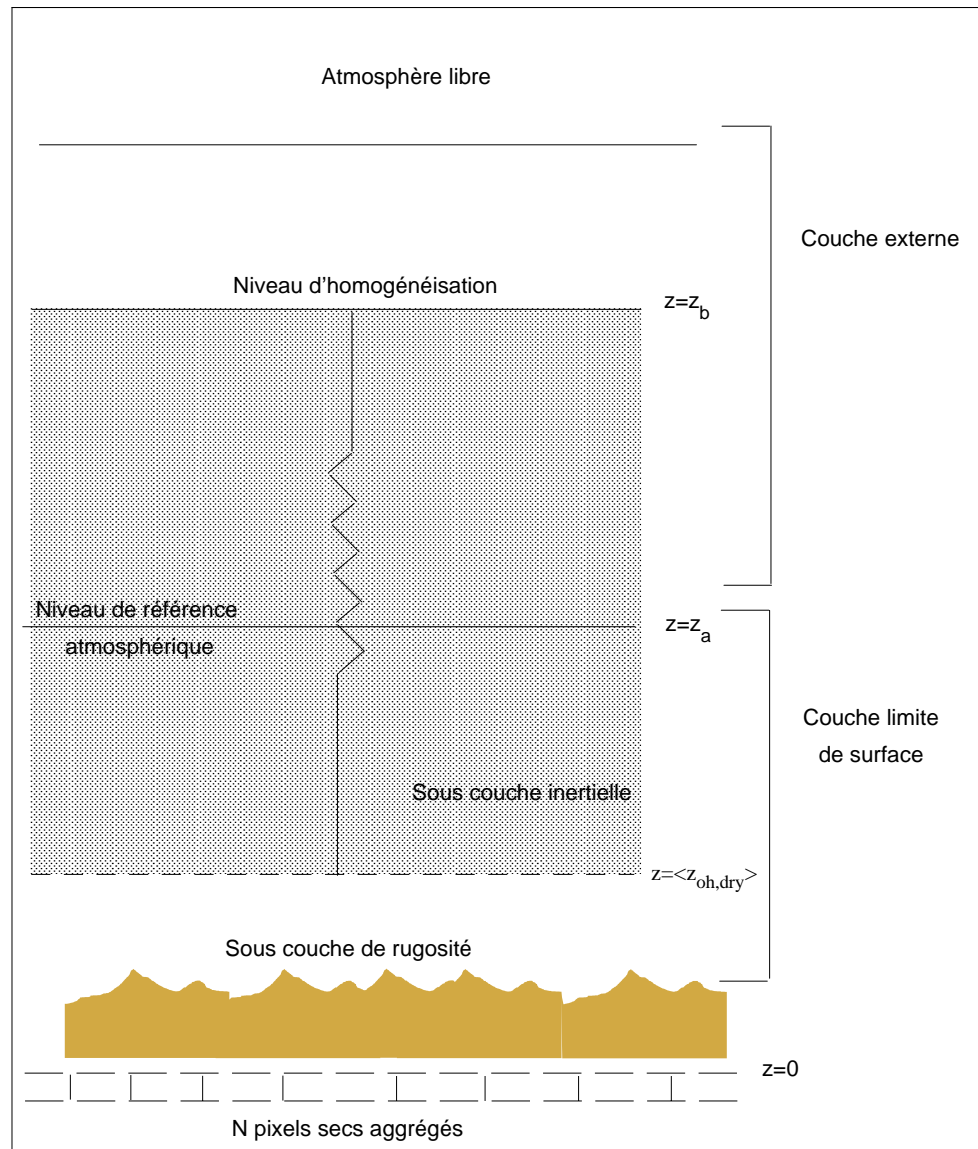 Atmosphère libre
Couche externe
Niveau d'homogénéisation
z=z_b
Niveau de référence
atmosphérique
z=z_a
Couche limite
de surface
Sous couche inertielle
z=<z_oh,dry>
Sous couche de rugosité
z=0
N pixels secs aggrégés